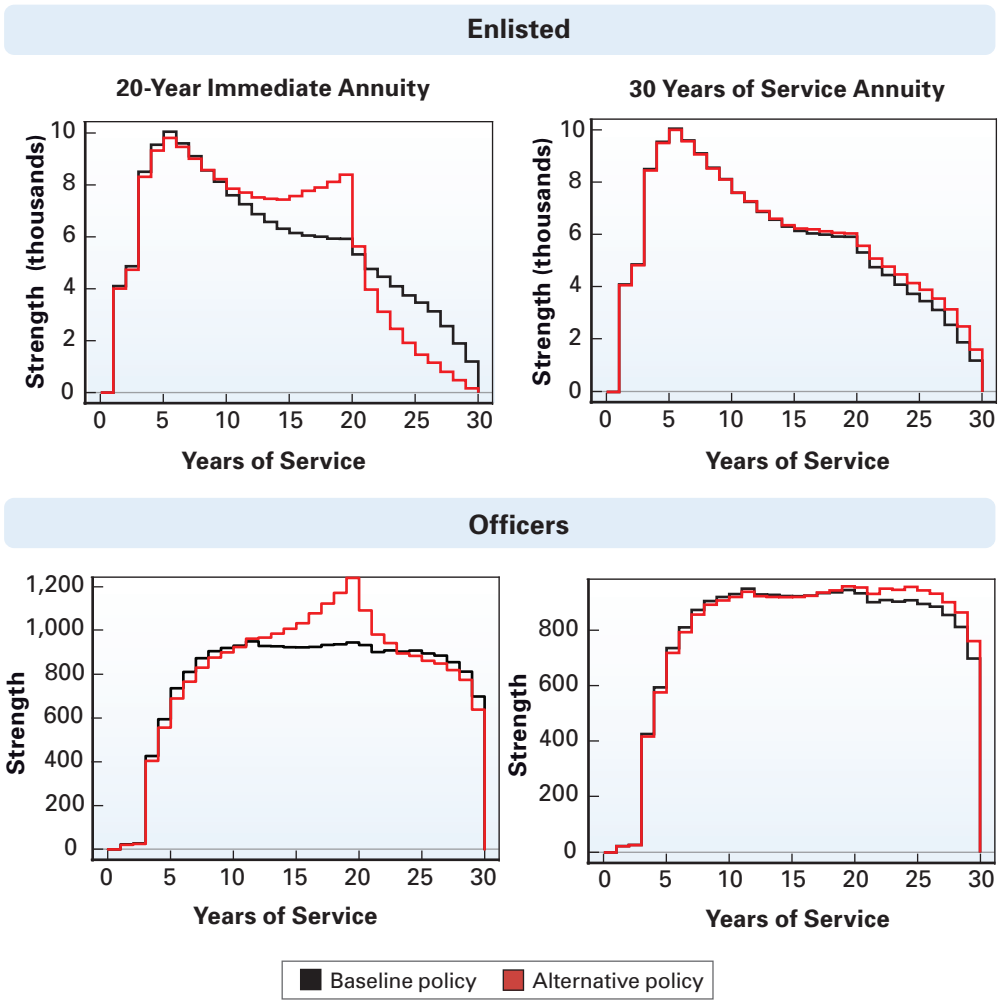 Enlisted
20-Year Immediate Annuity
Strength (thousands)
10
8
6
4
2
0
0 5 10 15 20 25 30
Years of Service
30 Years of Service Annuity
Strength (thousands)
10
8
6
4
2
0
0 5 10 15 20 25 30
Years of Service
Officers
Strength
1,200
1,000
800
600
400
200
0
0 5 10 15 20 25 30
Years of Service
Strength
800
600
400
200
0
0 5 10 15 20 25 30
Years of Service
Baseline policy Alternative policy